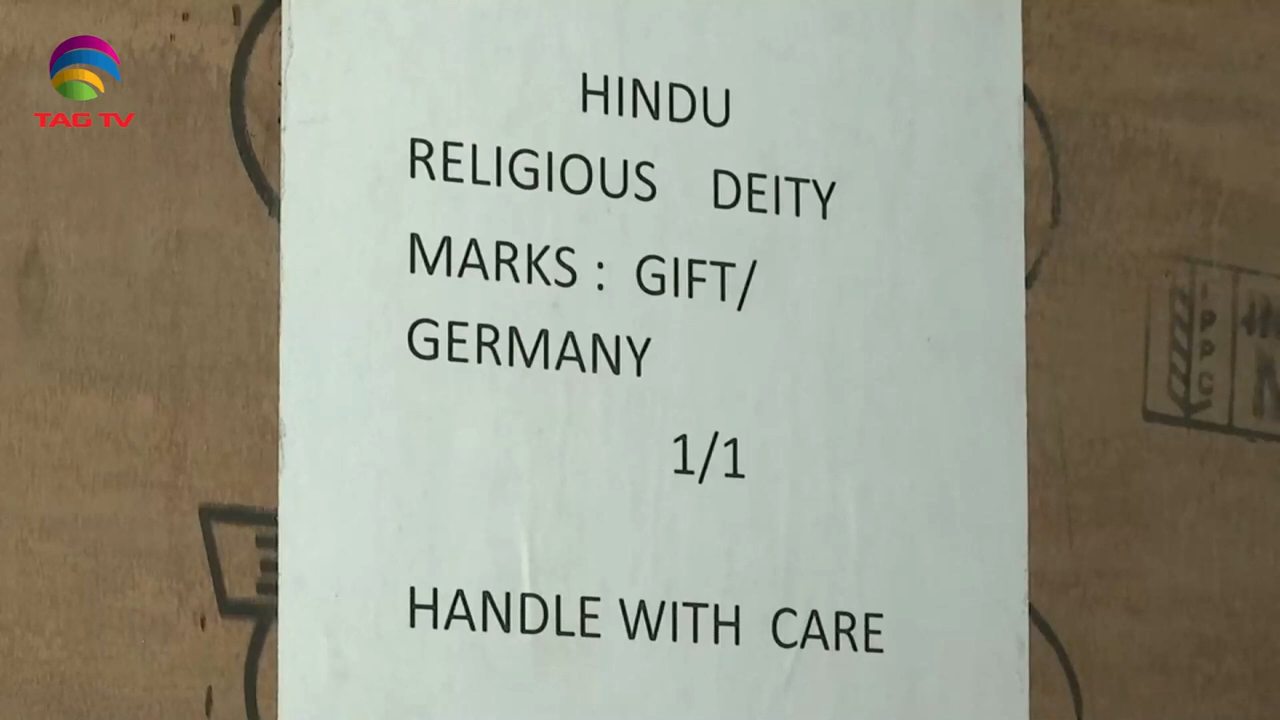 TAG TV
HINDU
RELIGIOUS DEITY
MARKS : GIFT/
GERMANY
1/1
HANDLE WITH CARE
IPPC